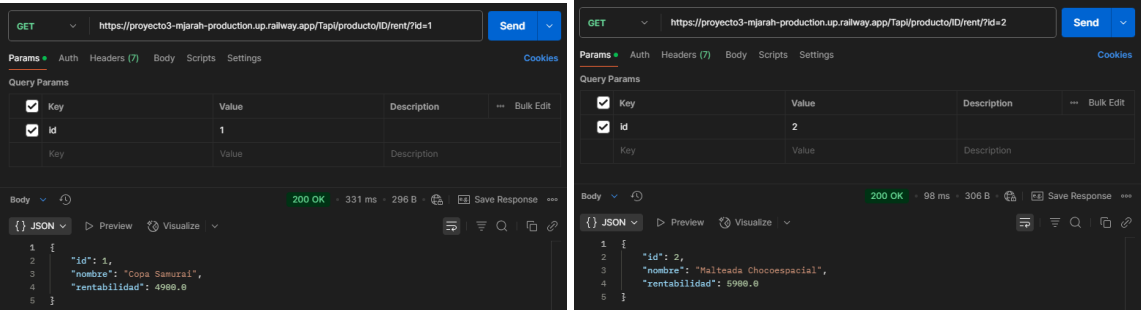 GET https://proyecto3-mjarah-production.up.railway.app/Tapi/producto/ID/rent/?id=1 Send
Params Auth Headers (7) Body Scripts Settings Cookies
Query Params
Key Value Description Bulk Edit
id 1
Key Value Description
Body 200 OK 331 ms 296 B Save Response
{} JSON Preview Visualize
1 {
2 "id": 1,
3 "nombre": "Copa Samurai",
4 "rentabilidad": 4900.0
5 }
GET https://proyecto3-mjarah-production.up.railway.app/Tapi/producto/ID/rent/?id=2 Send
Params Auth Headers (7) Body Scripts Settings Cookies
Query Params
Key Value Description Bulk Edit
id 2
Key Value Description
Body 200 OK 98 ms 306 B Save Response
{} JSON Preview Visualize
1 {
2 "id": 2,
3 "nombre": "Malteada Chocoespacial",
4 "rentabilidad": 5900.0
5 }